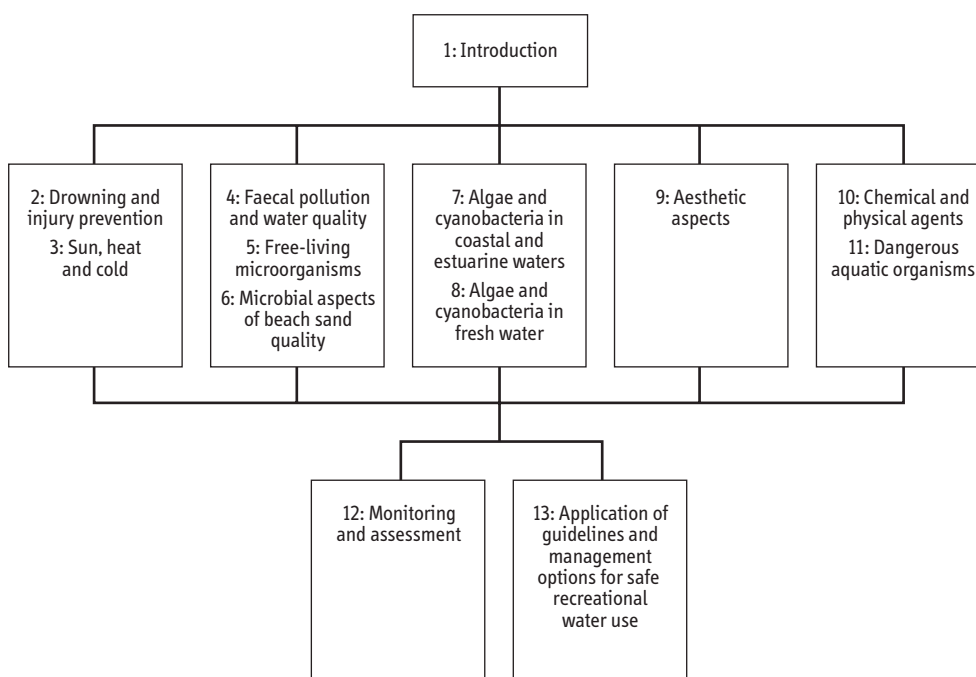 1: Introduction
2: Drowning and
injury prevention
3: Sun, heat
and cold
4: Faecal pollution
and water quality
5: Free-living
microorganisms
6: Microbial aspects
of beach sand
quality
7: Algae and
cyanobacteria in
coastal and
estuarine waters
8: Algae and
cyanobacteria in
fresh water
9: Aesthetic
aspects
10: Chemical and
physical agents
11: Dangerous
aquatic organisms
12: Monitoring
and assessment
13: Application of
guidelines and
management
options for safe
recreational
water use